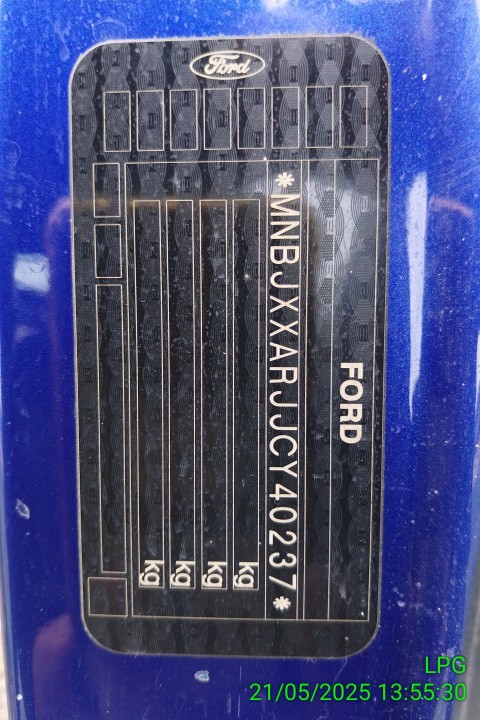 Ford
FORD
*MNBJXXARJJCY40237*
kg
kg
kg
kg
LPG
21/05/2025 13:55:30